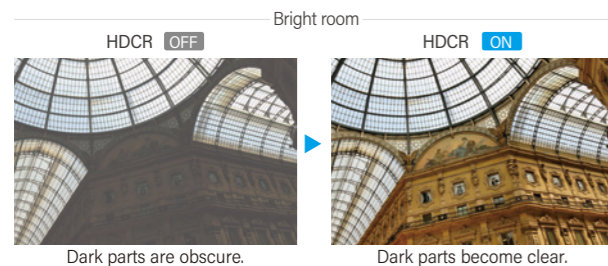 Bright room
HDCR OFF
HDCR ON
Dark parts are obscure.
Dark parts become clear.